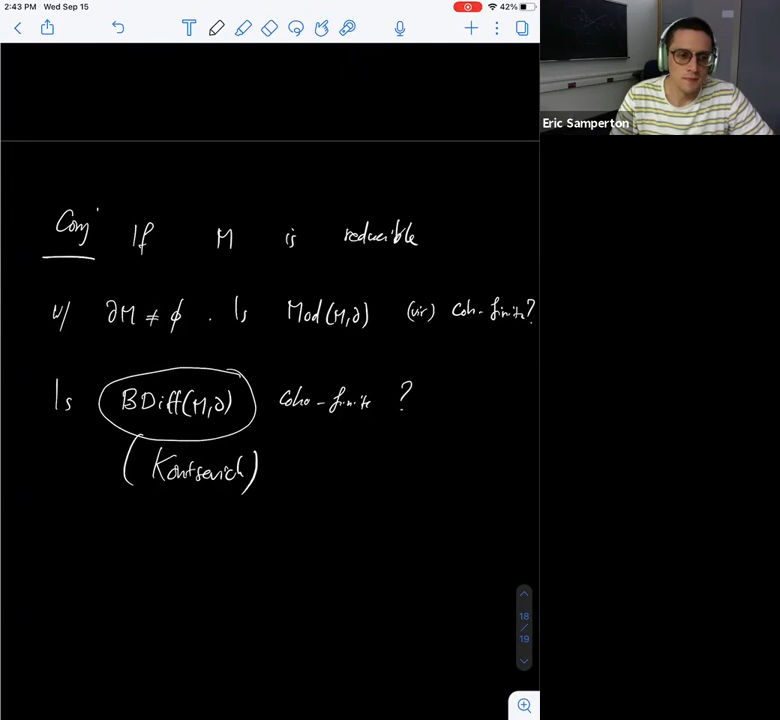 2:43 PM Wed Sep 15
42%
Eric Samperton
Conj If M is reducible
w/ ∂M ≠ ∅. Is Mod(M,∂) (vir) coh-finite?
Is BDiff(M,∂) coho-finite ?
(Kontsevich)
18
/
19